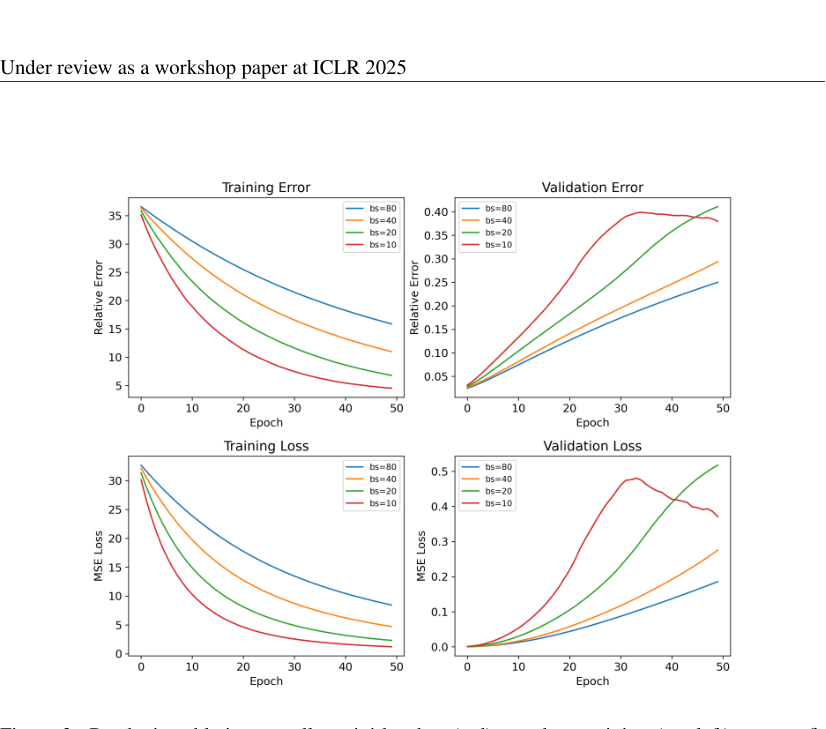 Under review as a workshop paper at ICLR 2025
Training Error
Validation Error
Relative Error
35
30
25
20
15
10
5
bs=80
bs=40
bs=20
bs=10
0 10 20 30 40 50
Epoch
Relative Error
0.40
0.35
0.30
0.25
0.20
0.15
0.10
0.05
bs=80
bs=40
bs=20
bs=10
0 10 20 30 40 50
Epoch
Training Loss
Validation Loss
MSE Loss
30
25
20
15
10
5
0
bs=80
bs=40
bs=20
bs=10
0 10 20 30 40 50
Epoch
MSE Loss
0.5
0.4
0.3
0.2
0.1
0.0
bs=80
bs=40
bs=20
bs=10
0 10 20 30 40 50
Epoch